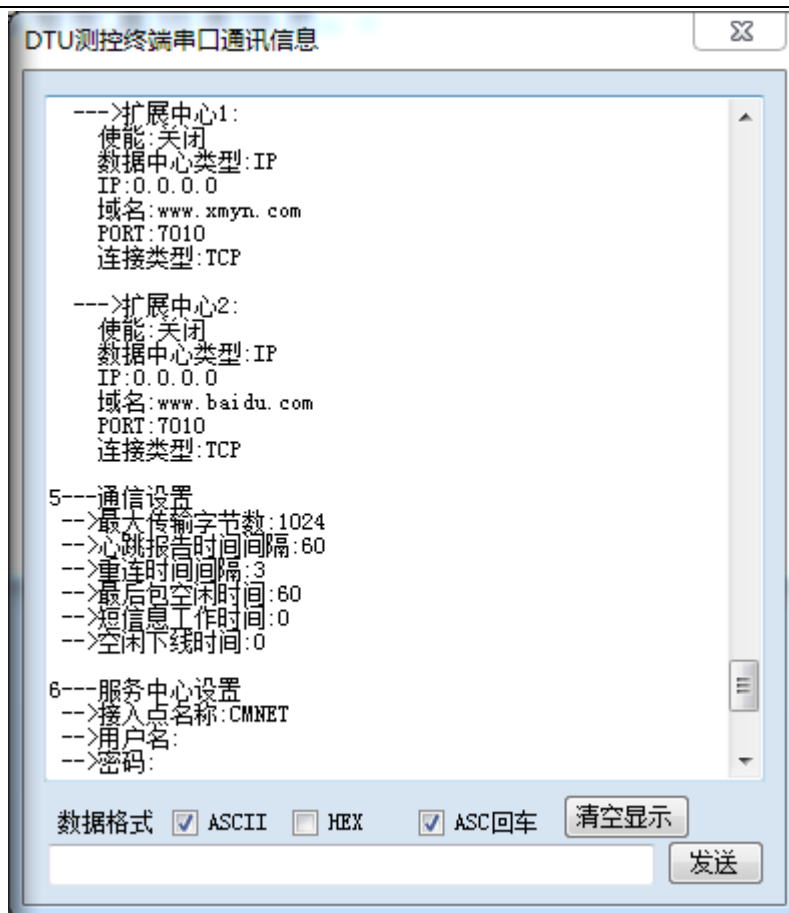 DTU测控终端串口通讯信息
--->扩展中心1:
使能:关闭
数据中心类型:IP
IP:0.0.0.0
域名:www.xmyn.com
PORT:7010
连接类型:TCP
--->扩展中心2:
使能:关闭
数据中心类型:IP
IP:0.0.0.0
域名:www.baidu.com
PORT:7010
连接类型:TCP
5---通信设置
-->最大传输字节数:1024
-->心跳报告时间间隔:60
-->重连时间间隔:3
-->最后包空闲时间:60
-->短信息工作时间:0
-->空闲下线时间:0
6---服务中心设置
-->接入点名称:CMNET
-->用户名:
-->密码:
数据格式 ASCII HEX ASC回车 清空显示
发送